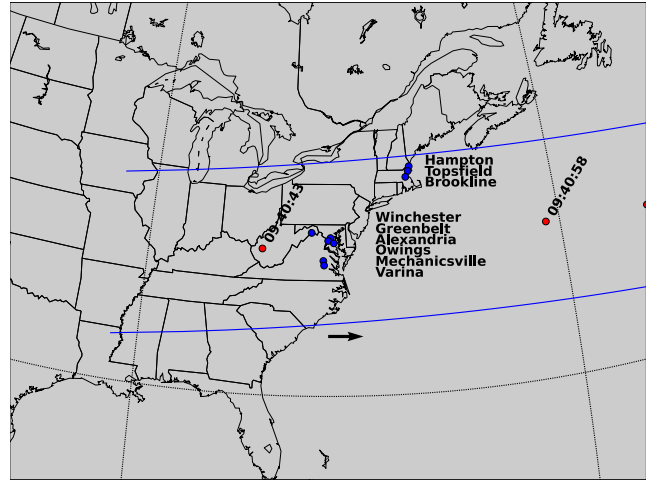 Hampton
Topsfield
Brookline
09:40:43
09:40:58
Winchester
Greenbelt
Alexandria
Owings
Mechanicsville
Varina